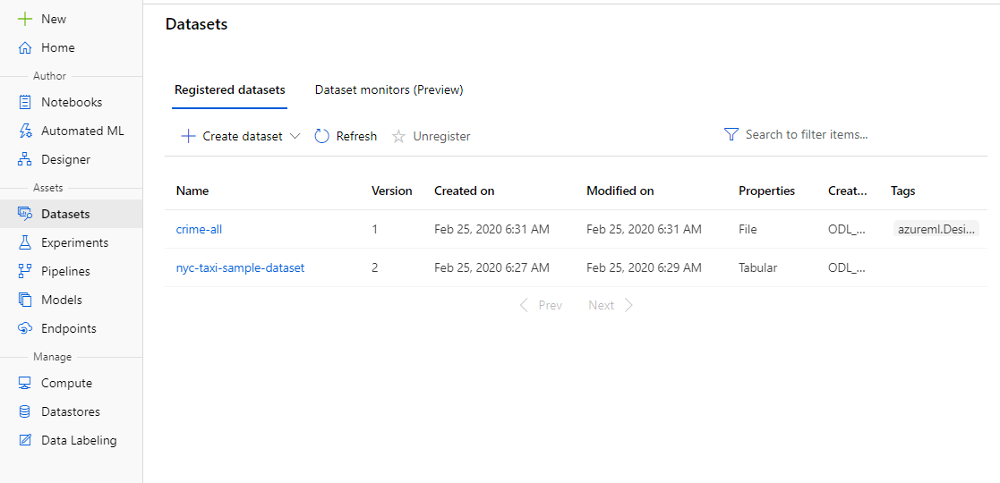 New
Home
Author
Notebooks
Automated ML
Designer
Assets
Datasets
Experiments
Pipelines
Models
Endpoints
Manage
Compute
Datastores
Data Labeling
Datasets
Registered datasets Dataset monitors (Preview)
Create dataset Refresh Unregister Search to filter items...
Name Version Created on Modified on Properties Creat... Tags
crime-all 1 Feb 25, 2020 6:31 AM Feb 25, 2020 6:31 AM File ODL_... azureml.Desi...
nyc-taxi-sample-dataset 2 Feb 25, 2020 6:27 AM Feb 25, 2020 6:29 AM Tabular ODL_...
Prev Next